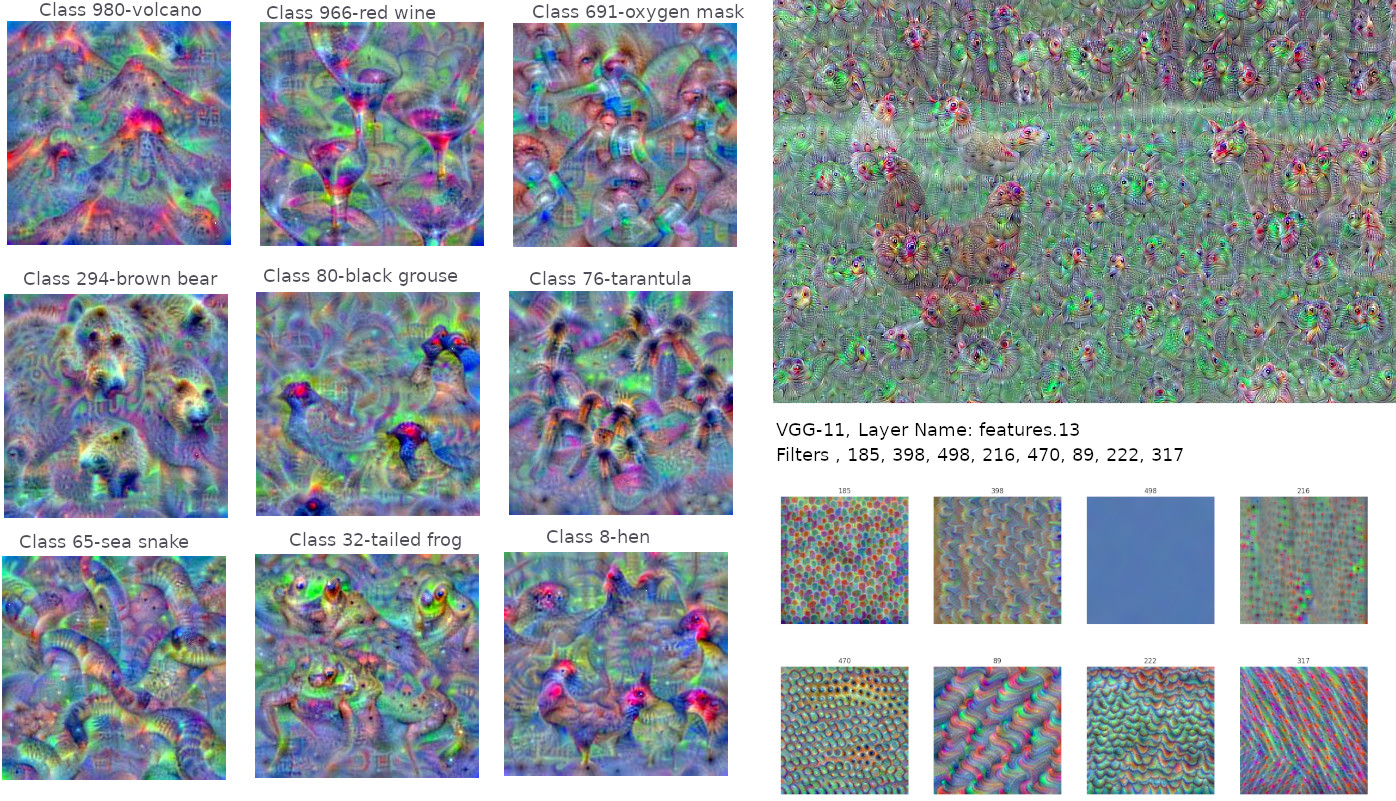 Class 980-volcano
Class 966-red wine
Class 691-oxygen mask
Class 294-brown bear
Class 80-black grouse
Class 76-tarantula
Class 65-sea snake
Class 32-tailed frog
Class 8-hen
VGG-11, Layer Name: features.13
Filters , 185, 398, 498, 216, 470, 89, 222, 317
185
398
498
216
470
89
222
317